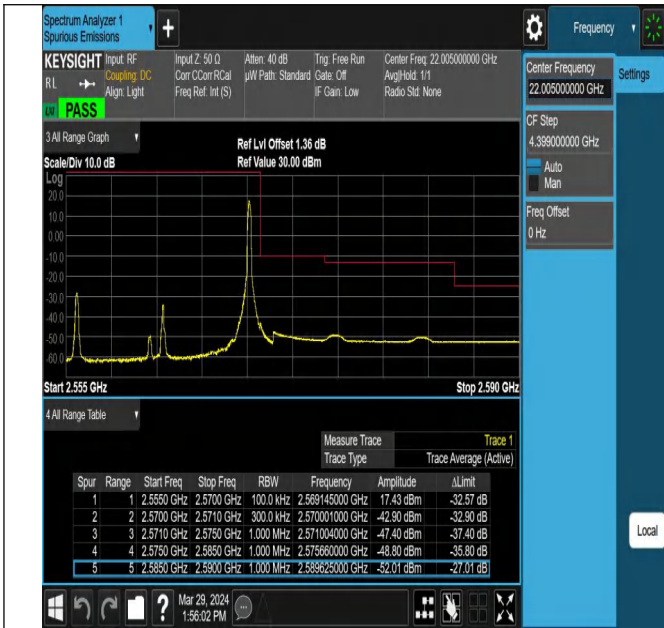 Spectrum Analyzer 1
Spurious Emissions
Frequency
KEYSIGHT Input: RF Input Z: 50 Ω Atten: 40 dB Trig: Free Run Center Freq: 22.005000000 GHz
RL Coupling: DC Corr CCorr RCal µW Path: Standard Gate: Off Avg|Hold: 1/1
Align: Light Freq Ref: Int (S) IF Gain: Low Radio Std: None
PASS
Center Frequency
22.005000000 GHz
Settings
CF Step
4.399000000 GHz
Auto
Man
Freq Offset
0 Hz
3 All Range Graph
Ref Lvl Offset 1.36 dB
Scale/Div 10.0 dB Ref Value 30.00 dBm
Log
20.0
10.0
0.00
-10.0
-20.0
-30.0
-40.0
-50.0
-60.0
Start 2.555 GHz Stop 2.590 GHz
4 All Range Table
Measure Trace Trace 1
Trace Type Trace Average (Active)
Spur Range Start Freq Stop Freq RBW Frequency Amplitude ΔLimit
1 1 2.5550 GHz 2.5700 GHz 100.0 kHz 2.569145000 GHz 17.43 dBm -32.57 dB
2 2 2.5700 GHz 2.5710 GHz 300.0 kHz 2.570001000 GHz -42.90 dBm -32.90 dB
3 3 2.5710 GHz 2.5750 GHz 1.000 MHz 2.571004000 GHz -47.40 dBm -37.40 dB
4 4 2.5750 GHz 2.5850 GHz 1.000 MHz 2.575660000 GHz -48.80 dBm -35.80 dB
5 5 2.5850 GHz 2.5900 GHz 1.000 MHz 2.589625000 GHz -52.01 dBm -27.01 dB
Local
Mar 29, 2024
1:56:02 PM